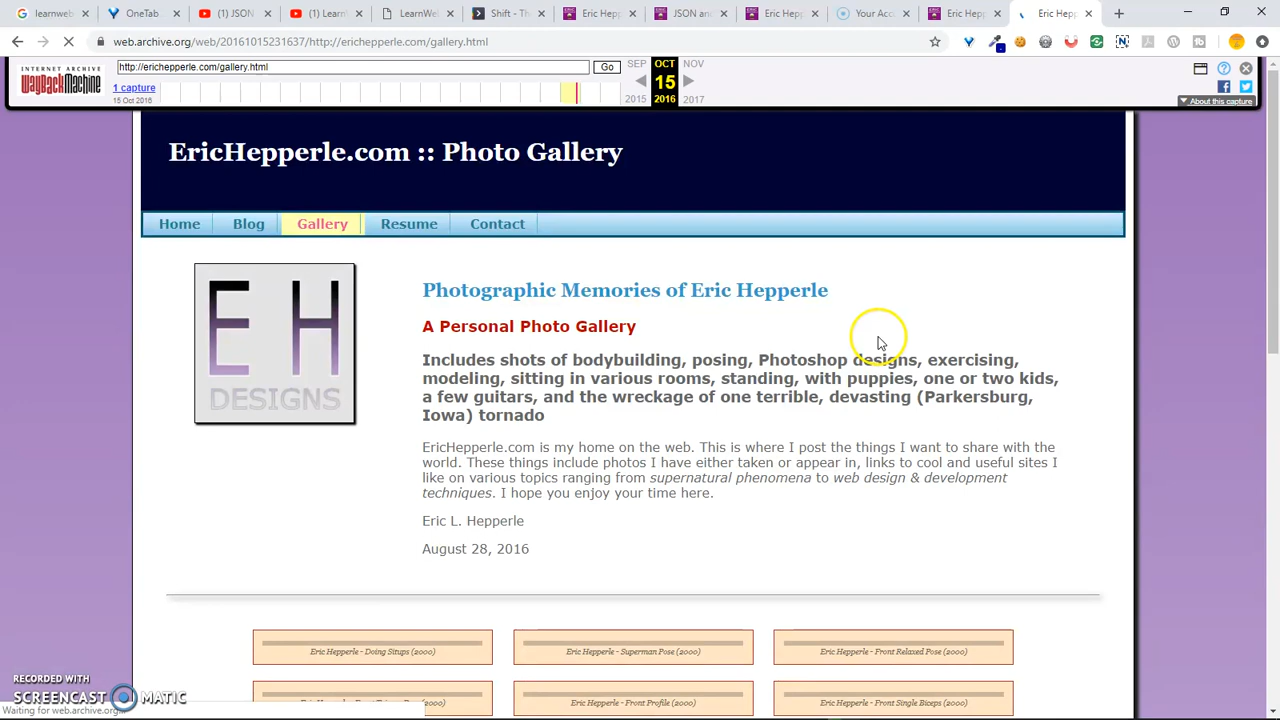 learnweb
OneTab
(1) JSON
(1) Learn
LearnWeb
Shift - The
Eric Hep
JSON and
Eric Hep
Your Acc
Eric Hep
Eric Hep
web.archive.org/web/20161015231637/http://erichepperle.com/gallery.html
INTERNET ARCHIVE
WayBackMachine
http://erichepperle.com/gallery.html
Go
SEP
OCT
NOV
1 capture
15
15 Oct 2016
2015
2016
2017
About this capture
EricHepperle.com :: Photo Gallery
Home
Blog
Gallery
Resume
Contact
E H
DESIGNS
Photographic Memories of Eric Hepperle
A Personal Photo Gallery
Includes shots of bodybuilding, posing, Photoshop designs, exercising,
modeling, sitting in various rooms, standing, with puppies, one or two kids,
a few guitars, and the wreckage of one terrible, devasting (Parkersburg,
Iowa) tornado
EricHepperle.com is my home on the web. This is where I post the things I want to share with the
world. These things include photos I have either taken or appear in, links to cool and useful sites I
like on various topics ranging from supernatural phenomena to web design & development
techniques. I hope you enjoy your time here.
Eric L. Hepperle
August 28, 2016
Eric Hepperle - Doing Situps (2000)
Eric Hepperle - Superman Pose (2000)
Eric Hepperle - Front Relaxed Pose (2000)
Eric Hepperle - Front Profile (2000)
Eric Hepperle - Front Single Biceps (2000)
RECORDED WITH
SCREENCAST MATIC
Waiting for web.archive.org...